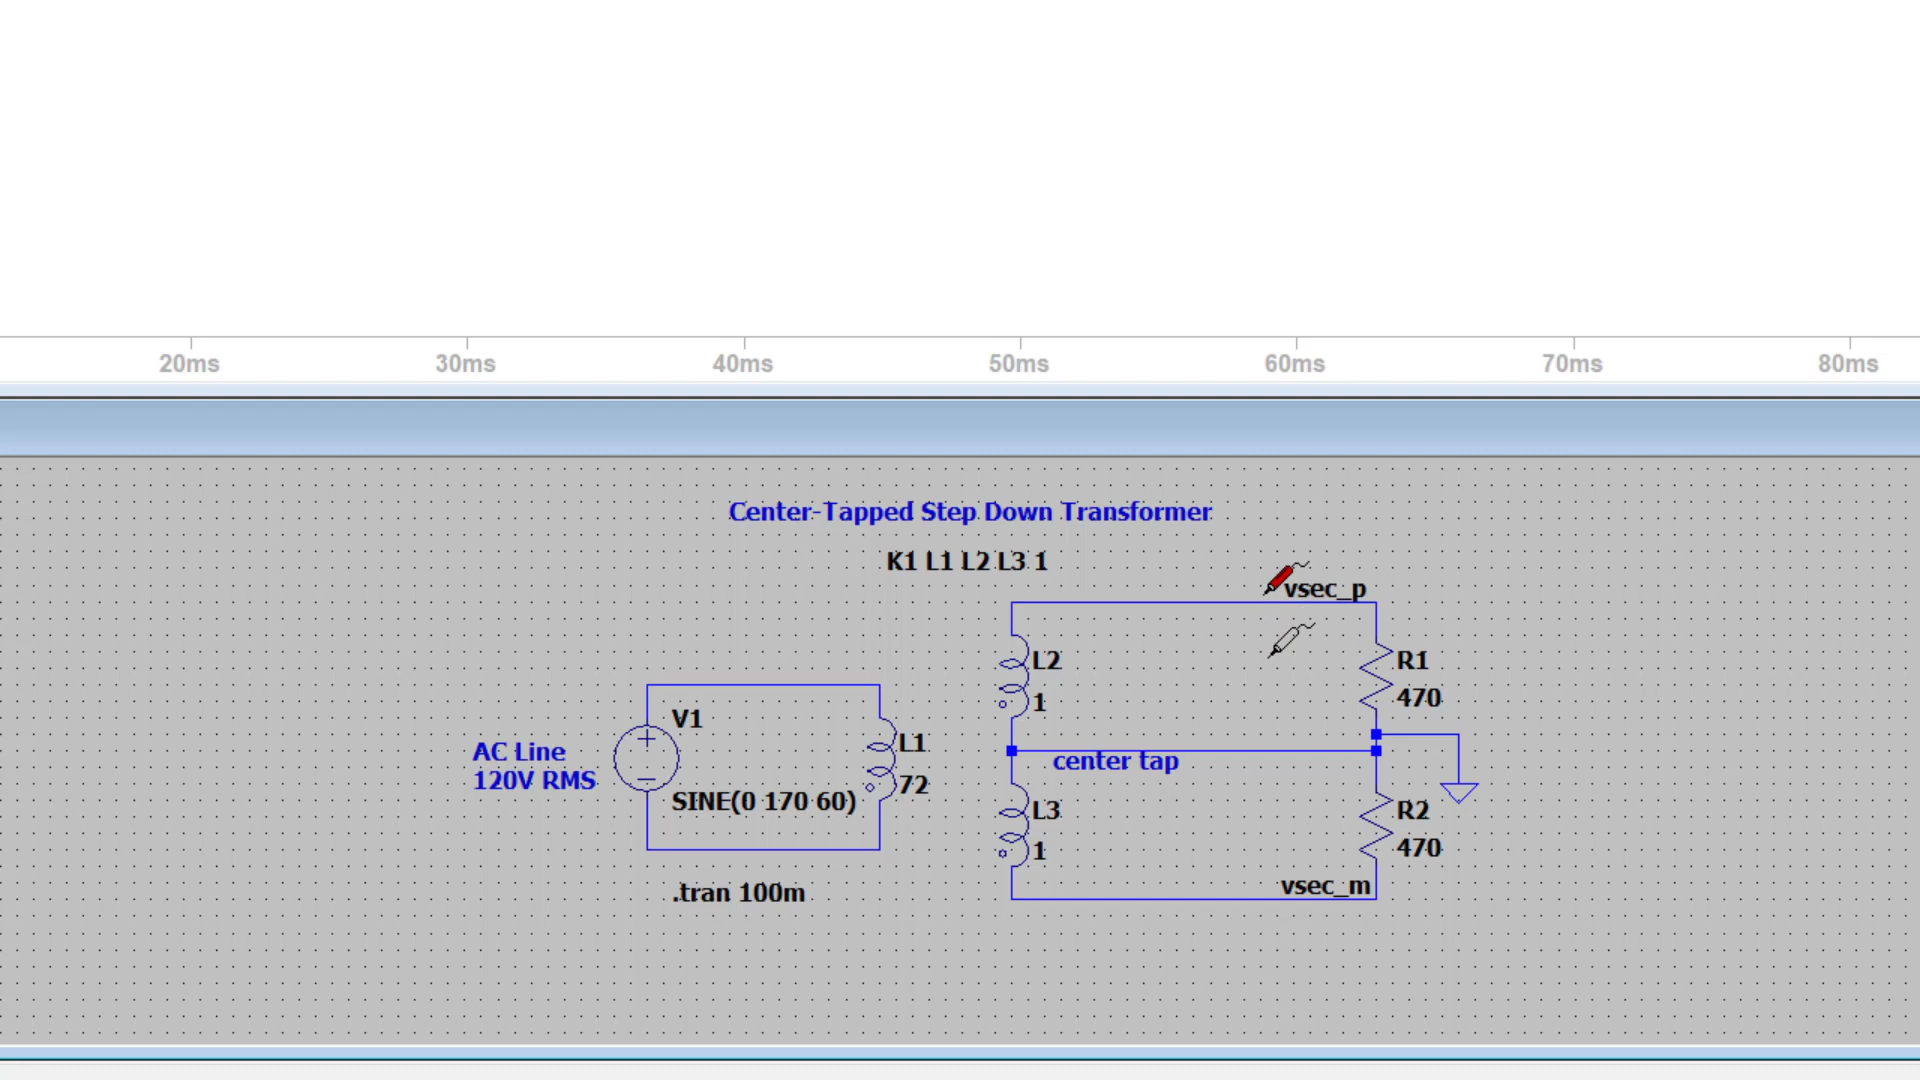 20ms 30ms 40ms 50ms 60ms 70ms 80ms
Center-Tapped Step Down Transformer
K1 L1 L2 L3 1
vsec_p
L2
1
R1
470
V1
AC Line
120V RMS
SINE(0 170 60)
L1
72
center tap
L3
1
R2
470
vsec_m
.tran 100m